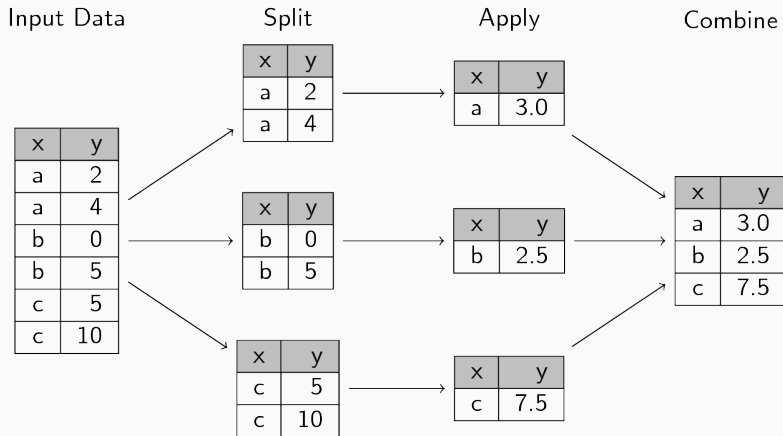 Input Data
Split
Apply
Combine
x y
a 2
a 4
b 0
b 5
c 5
c 10
x y
a 2
a 4
x y
b 0
b 5
x y
c 5
c 10
x y
a 3.0
x y
b 2.5
x y
c 7.5
x y
a 3.0
b 2.5
c 7.5